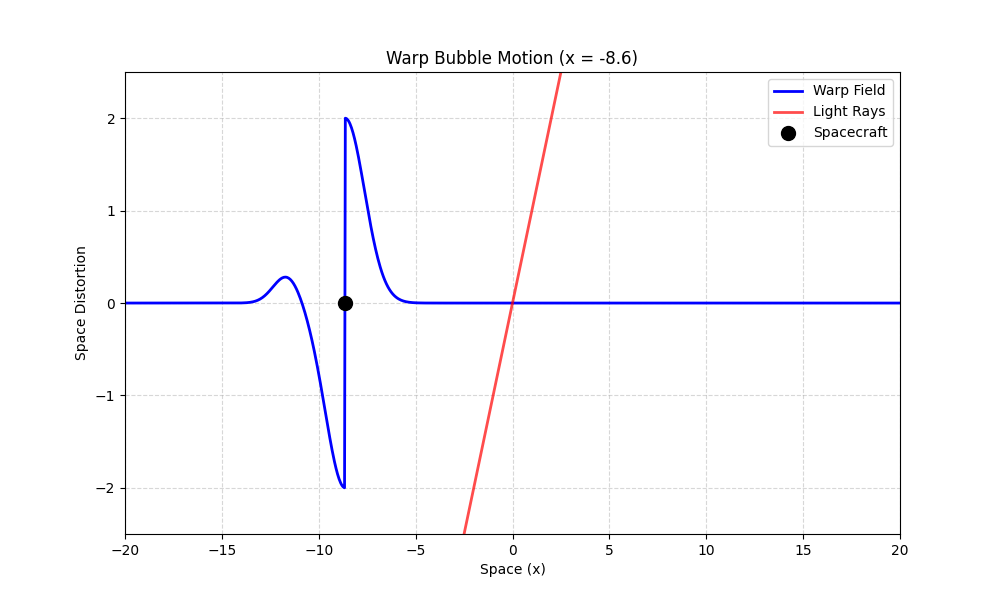 Warp Bubble Motion (x = -8.6)
Warp Field
Light Rays
Spacecraft
Space Distortion
2
1
0
−1
−2
−20
−15
−10
−5
0
5
10
15
20
Space (x)